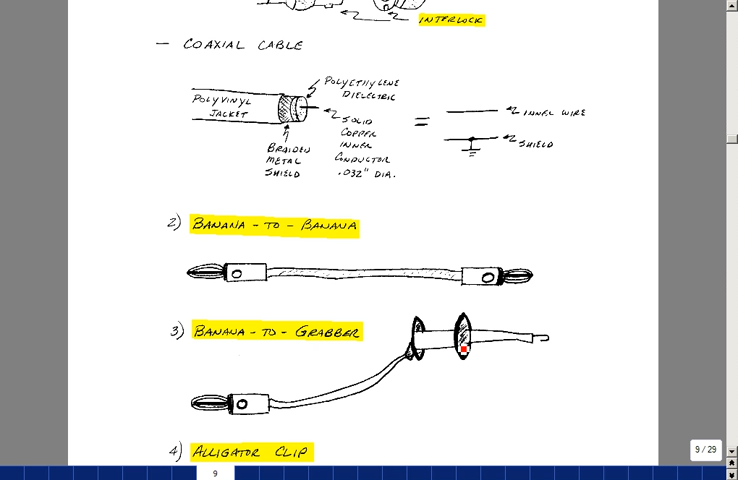 INTERLOCK
— COAXIAL CABLE
POLYVINYL
JACKET
POLYETHYLENE
DIELECTRIC
SOLID
COPPER
INNER
CONDUCTOR
.032" DIA.
BRAIDED
METAL
SHIELD
=
INNER WIRE
SHIELD
2) BANANA - TO - BANANA
3) BANANA - TO - GRABBER
4) ALLIGATOR CLIP
9 / 29
9